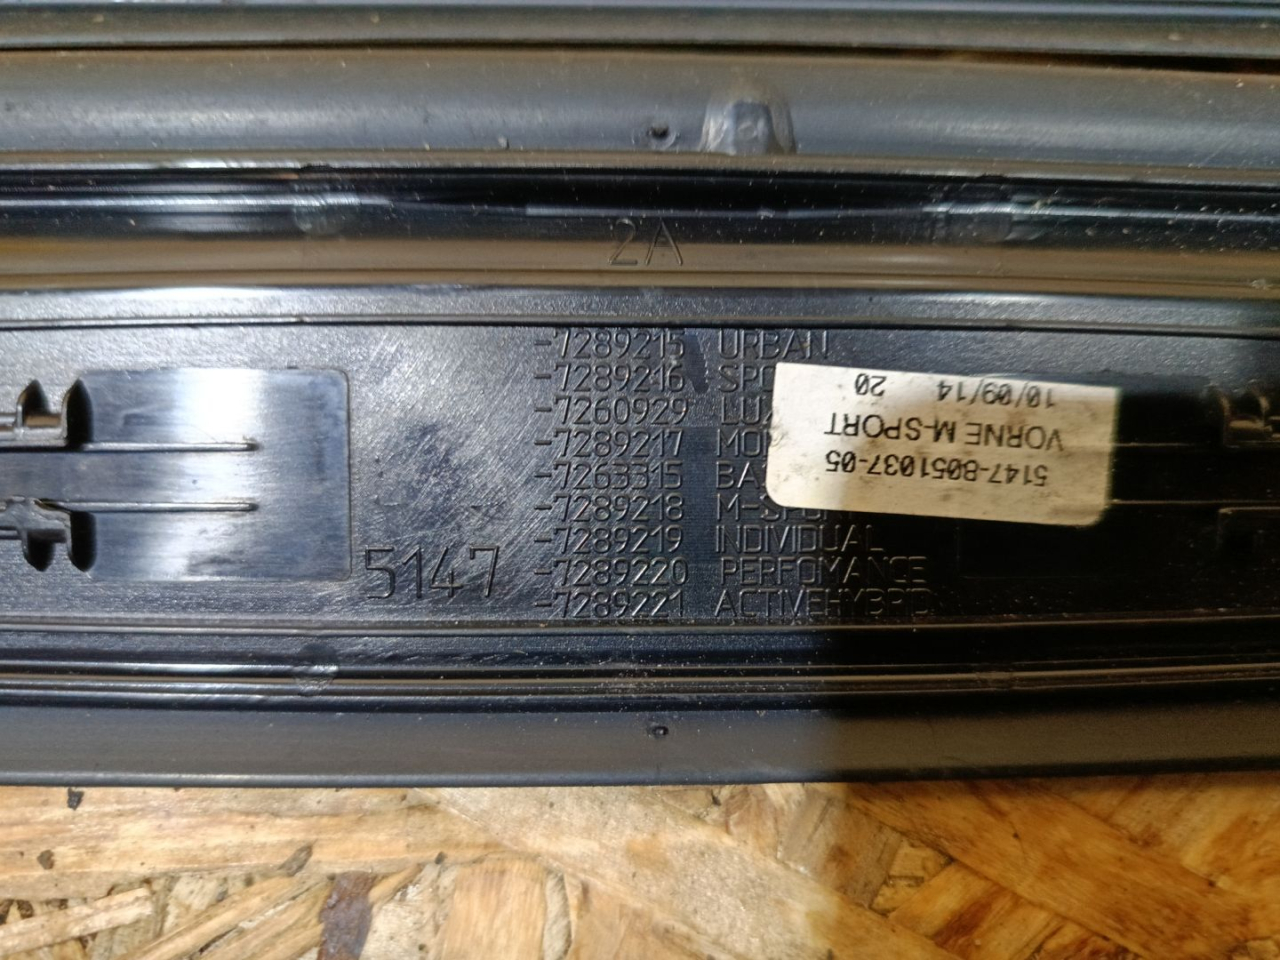 2A
5147
-7289215 URBAN
-7289216
-7260929
-7289217
-7263315
-7289218 M-SPORT
-7289219 INDIVIDUAL
-7289220 PERFOMANCE
-7289221 ACTIVEHYBRID
5147-8051037-05
VORNE M-SPORT
10/09/14 20